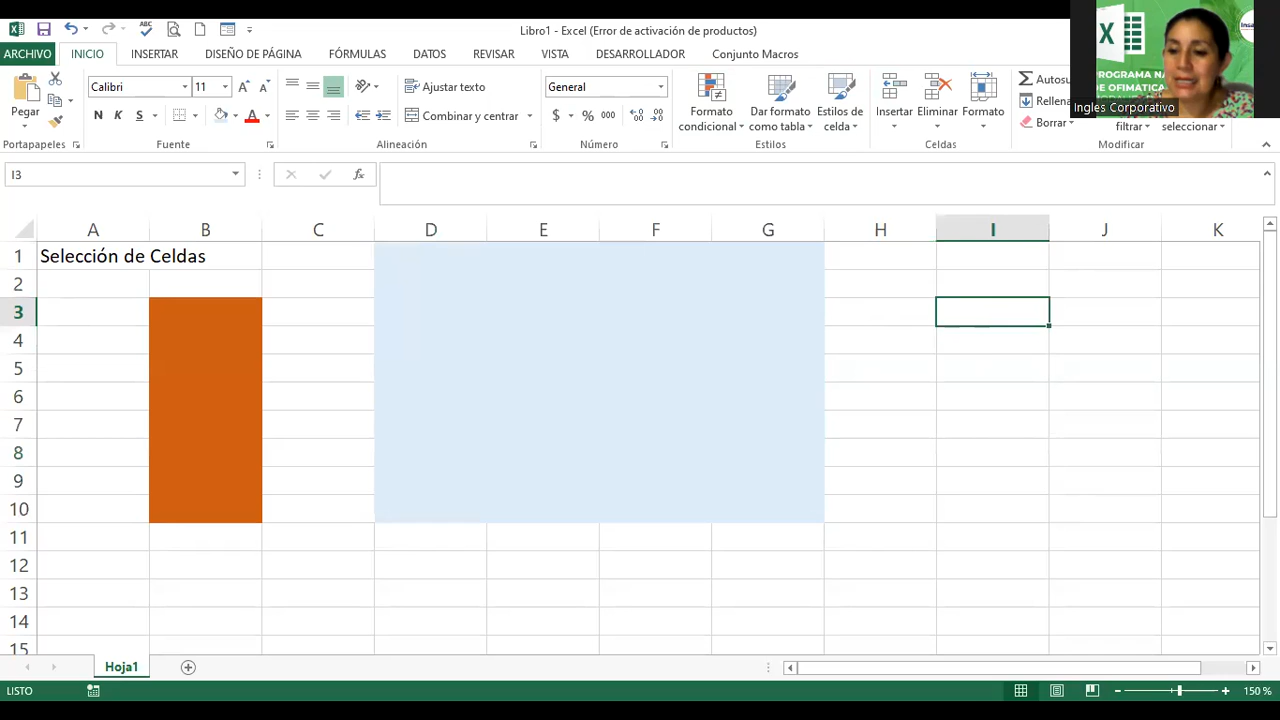 Libro1 - Excel (Error de activación de productos)
ARCHIVO INICIO INSERTAR DISEÑO DE PÁGINA FÓRMULAS DATOS REVISAR VISTA DESARROLLADOR Conjunto Macros
Pegar
Calibri 11
N K S A
Ajustar texto
Combinar y centrar
General
$ % 000
Formato condicional
Dar formato como tabla
Estilos de celda
Insertar
Eliminar
Formato
Borrar
filtrar
seleccionar
Portapapeles Fuente Alineación Número Estilos Celdas Modificar
Ingles Corporativo
I3
fx
A B C D E F G H I J K
1 Selección de Celdas
2
3
4
5
6
7
8
9
10
11
12
13
14
15
Hoja1
LISTO
150 %